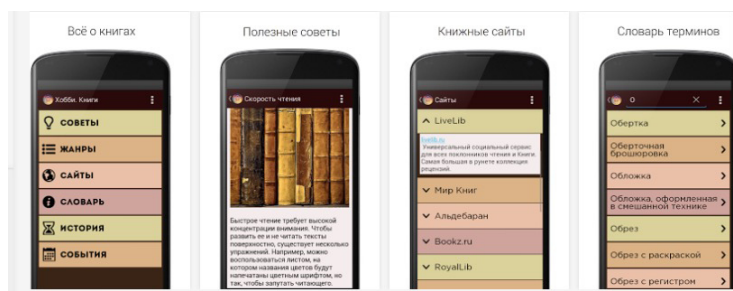 Всё о книгах
Хобби. Книги
СОВЕТЫ
ЖАНРЫ
САЙТЫ
СЛОВАРЬ
ИСТОРИЯ
СОБЫТИЯ
Полезные советы
Скорость чтения
Быстрое чтение требует высокой
концентрации внимания. Чтобы
развить ее и не читать тексты
поверхностно, существует несколько
упражнений. Например, можно
воспользоваться листом, на
котором названия цветов будут
напечатаны цветным шрифтом, но
так, чтобы запутать читающего.
Книжные сайты
Сайты
LiveLib
livelib.ru
Универсальный социальный сервис
для всех поклонников чтения и Книги.
Самая большая в рунете коллекция
рецензий.
Мир Книг
Альдебаран
Bookz.ru
RoyalLib
Словарь терминов
О
Обертка
Оберточная
брошюровка
Обложка
Обложка, оформленная
в смешанной технике
Обрез
Обрез с раскраской
Обрез с регистром